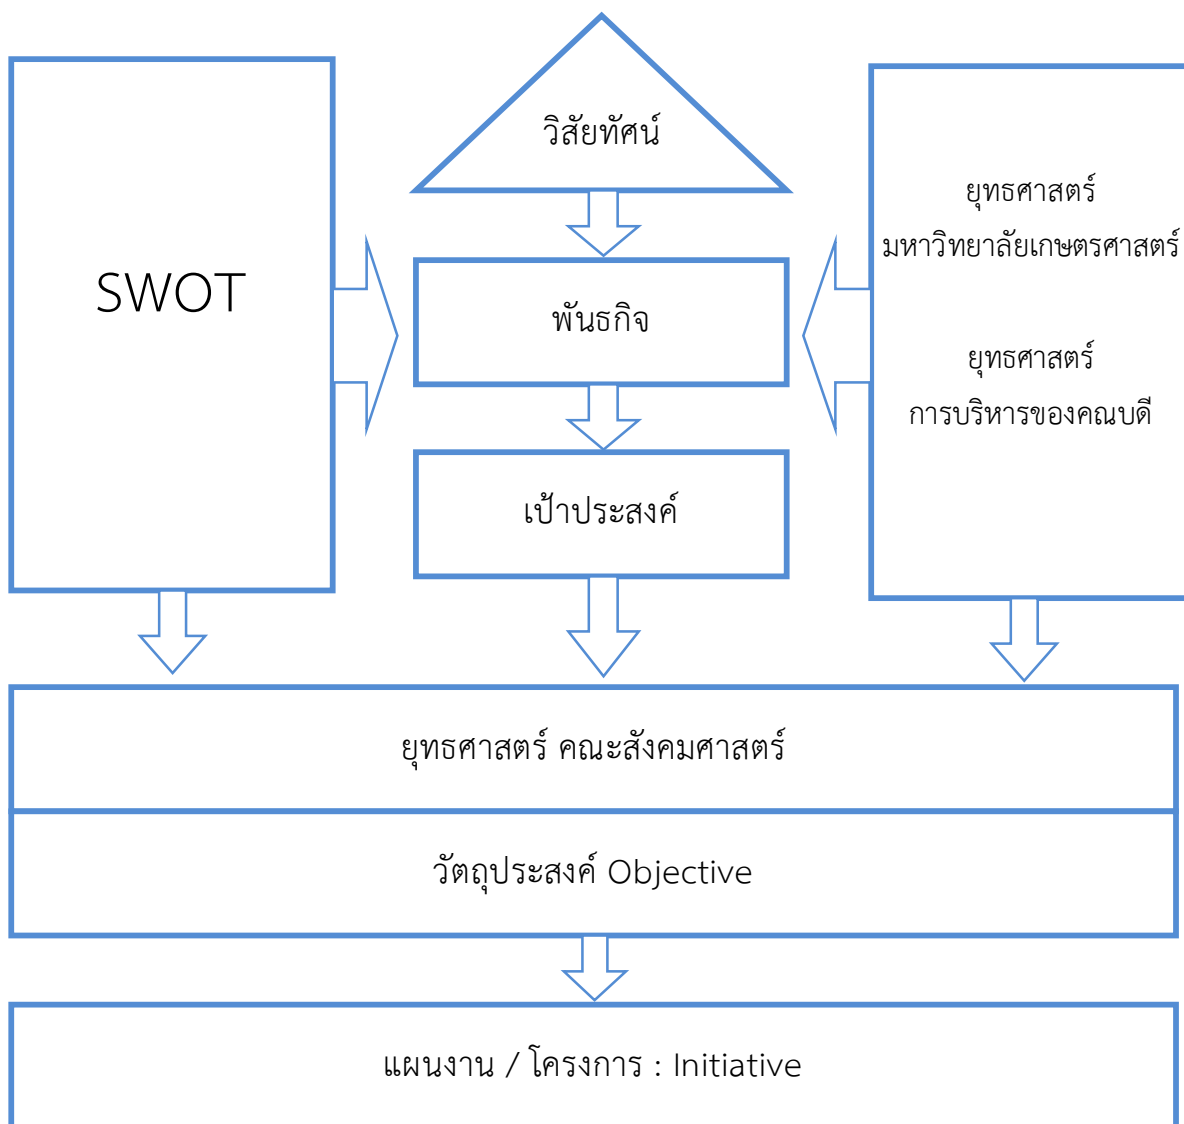 วิสัยทัศน์
SWOT
พันธกิจ
ยุทธศาสตร์
มหาวิทยาลัยเกษตรศาสตร์
ยุทธศาสตร์
การบริหารของคณบดี
เป้าประสงค์
ยุทธศาสตร์ คณะสังคมศาสตร์
วัตถุประสงค์ Objective
แผนงาน / โครงการ : Initiative